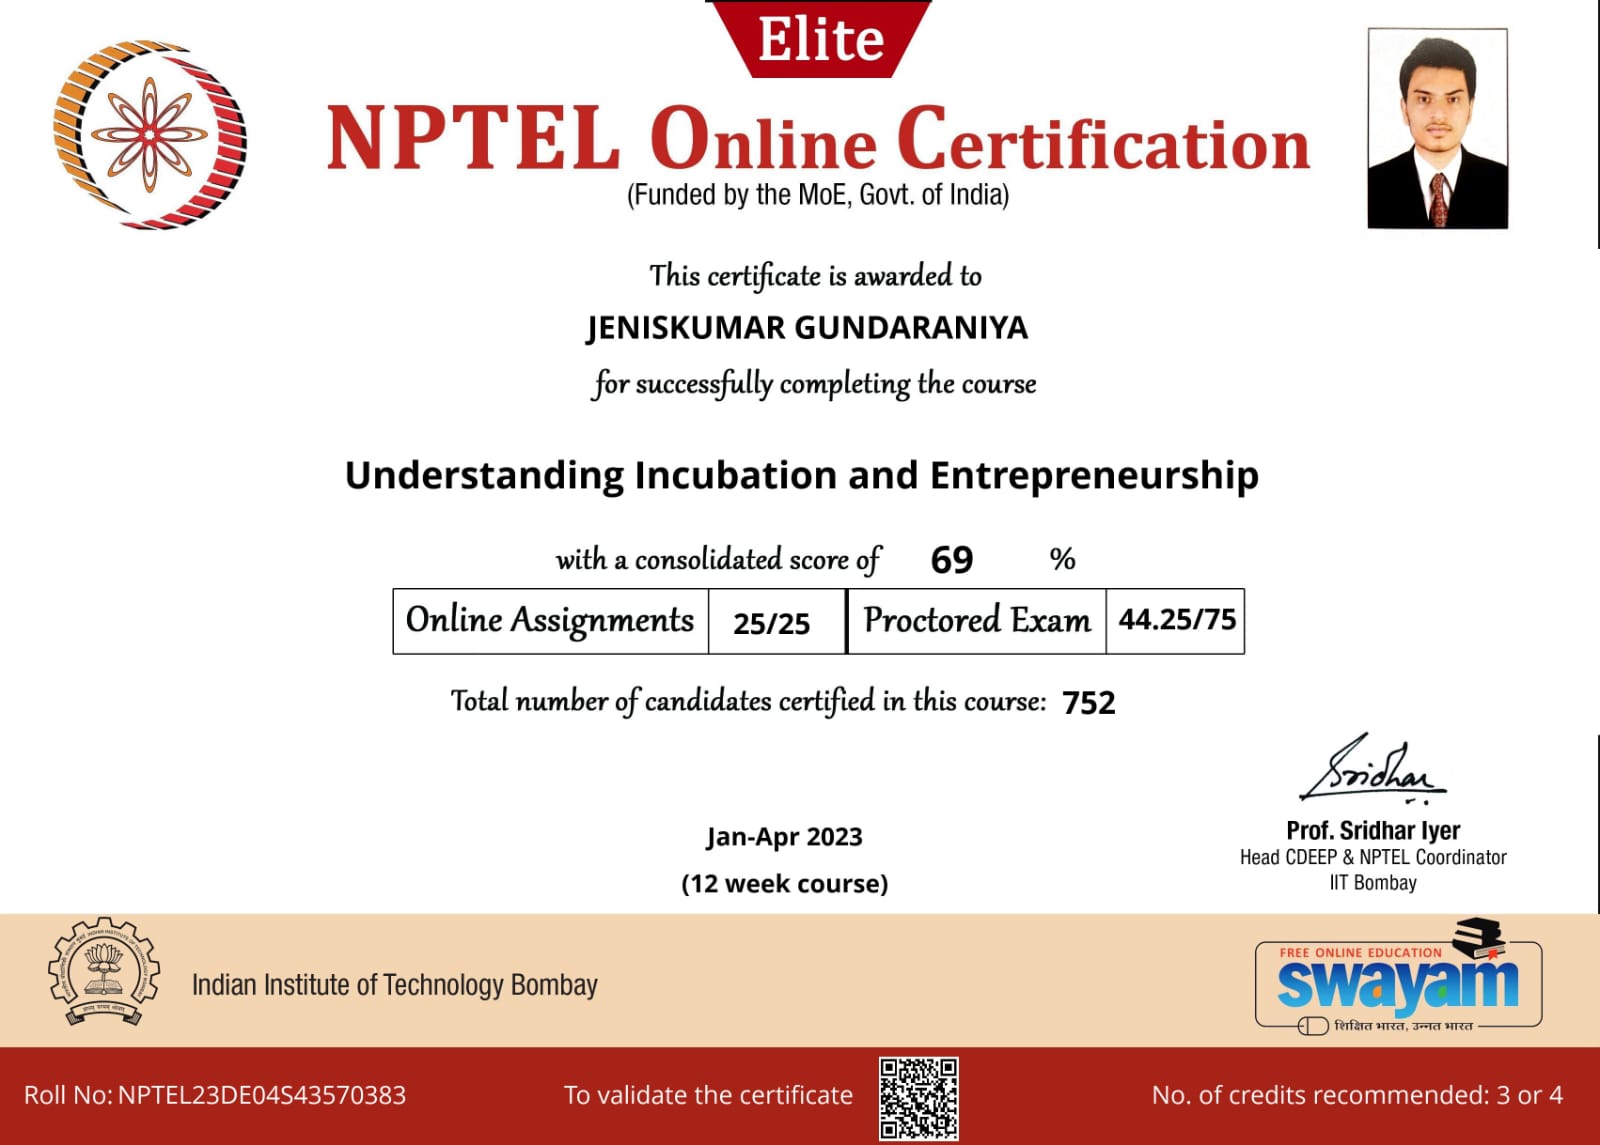 Elite
NPTEL Online Certification
(Funded by the MoE, Govt. of India)
This certificate is awarded to
JENISKUMAR GUNDARANIYA
for successfully completing the course
Understanding Incubation and Entrepreneurship
with a consolidated score of 69 %
Online Assignments 25/25 Proctored Exam 44.25/75
Total number of candidates certified in this course: 752
Sridhar
Prof. Sridhar Iyer
Head CDEEP & NPTEL Coordinator
IIT Bombay
Jan-Apr 2023
(12 week course)
Indian Institute of Technology Bombay
FREE ONLINE EDUCATION
swayam
शिक्षित भारत, उन्नत भारत
Roll No: NPTEL23DE04S43570383
To validate the certificate
No. of credits recommended: 3 or 4